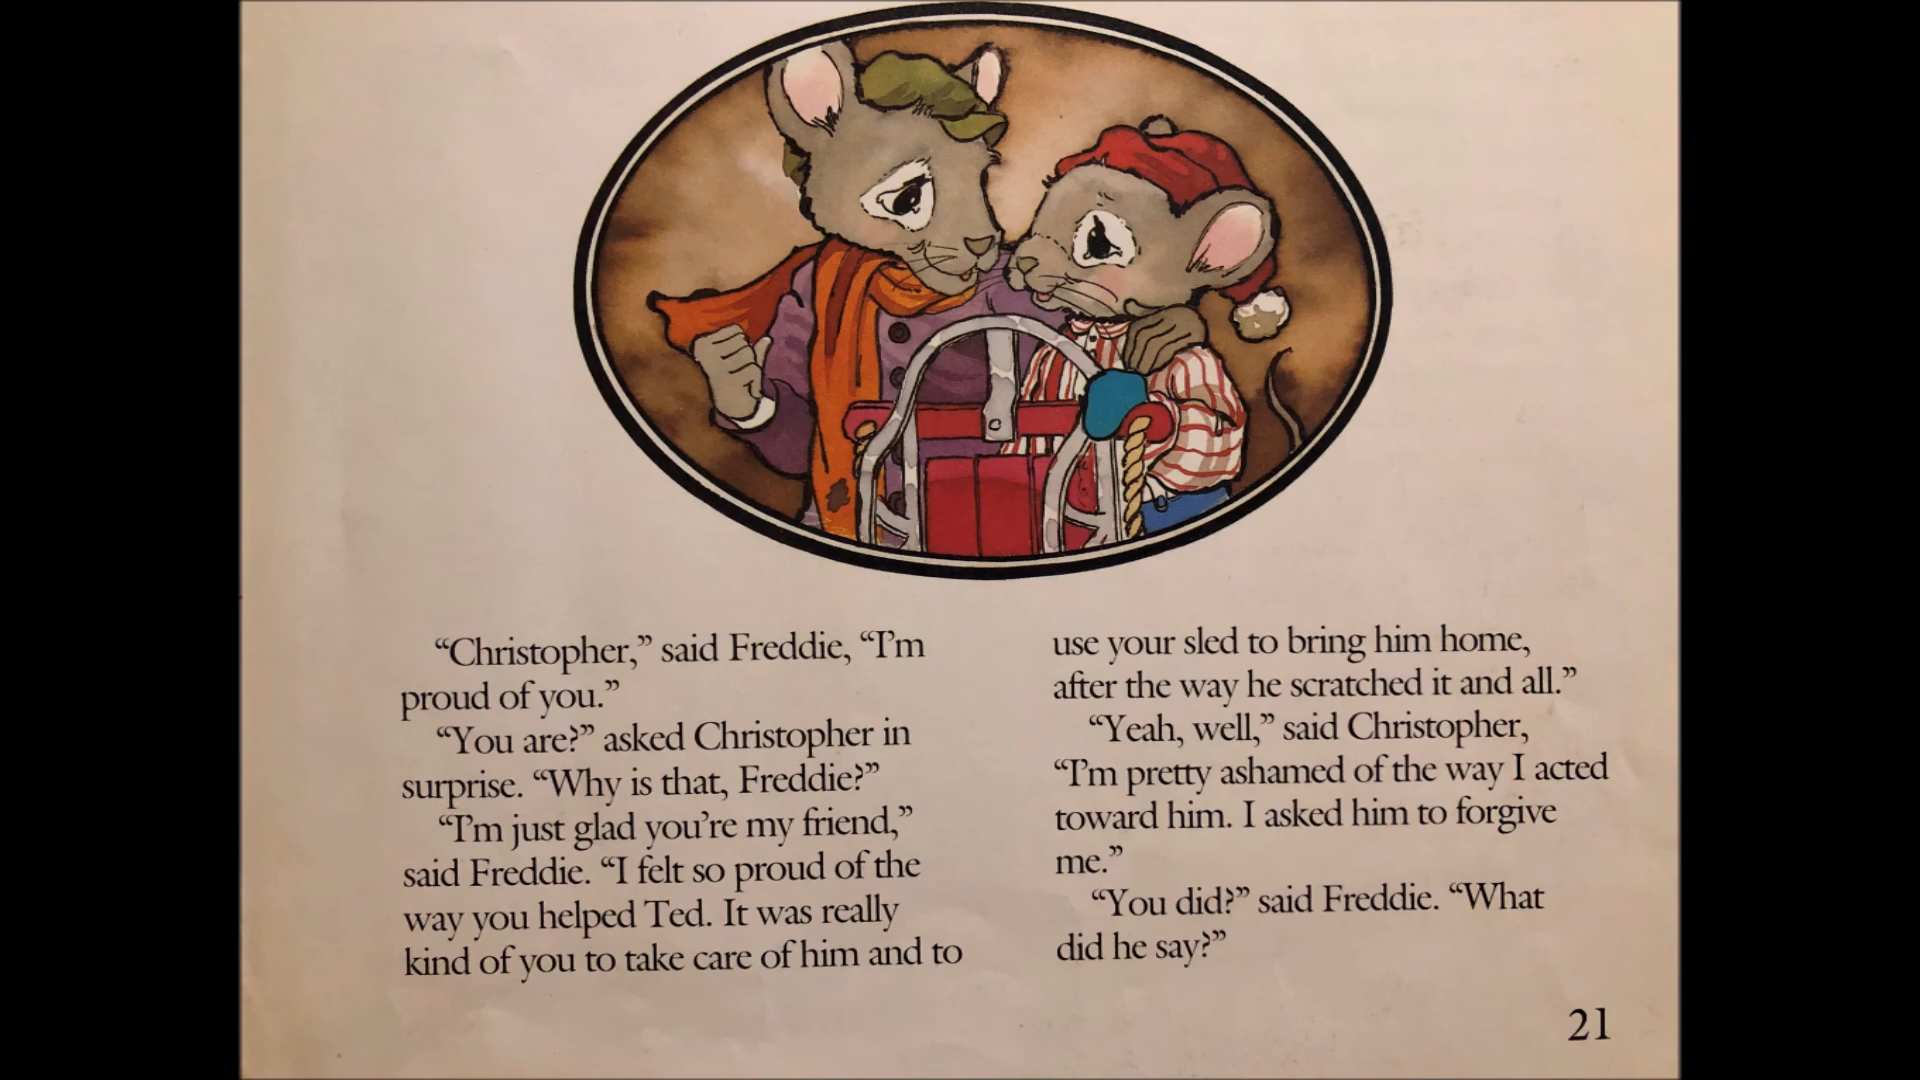 “Christopher,” said Freddie, “I’m
proud of you.”
“You are?” asked Christopher in
surprise. “Why is that, Freddie?”
“I’m just glad you’re my friend,”
said Freddie. “I felt so proud of the
way you helped Ted. It was really
kind of you to take care of him and to
use your sled to bring him home,
after the way he scratched it and all.”
“Yeah, well,” said Christopher,
“I’m pretty ashamed of the way I acted
toward him. I asked him to forgive
me.”
“You did?” said Freddie. “What
did he say?”
21